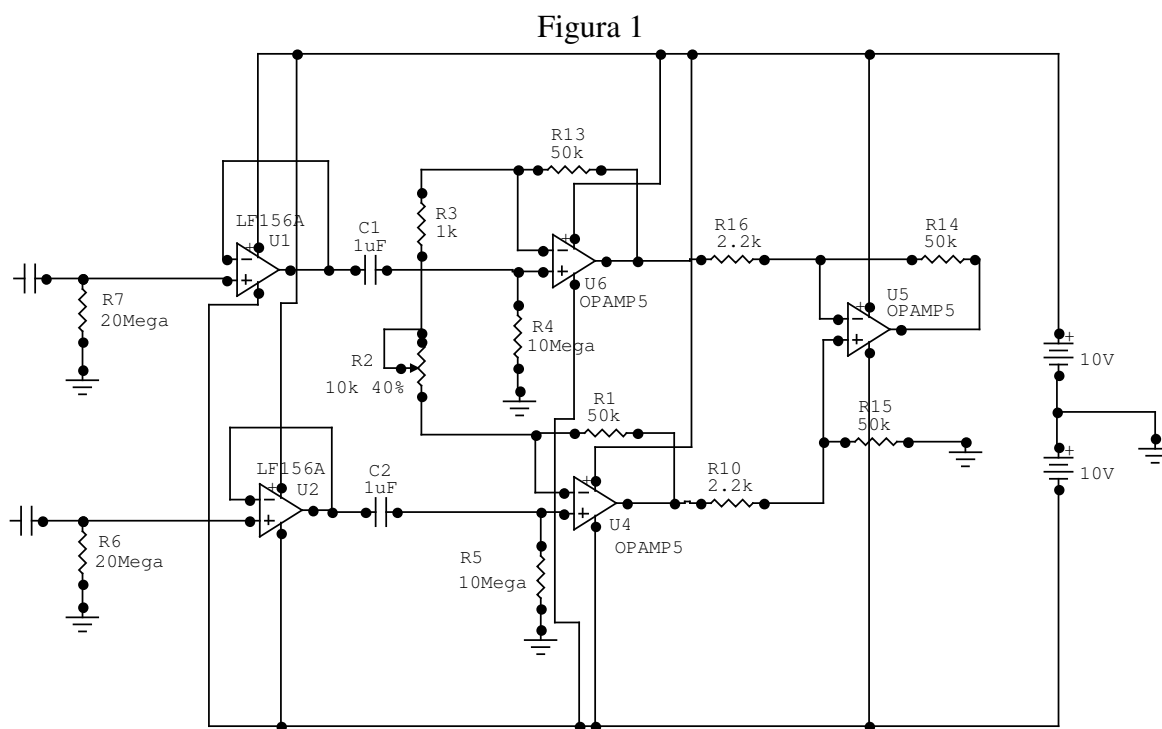 Figura 1
R13
50k
LF156A
U1
C1
1uF
R3
1k
R16
2.2k
R14
50k
R7
20Mega
U6
OPAMP5
U5
OPAMP5
R4
10Mega
R2
10k 40%
10V
R1
50k
R15
50k
LF156A
U2
C2
1uF
R10
2.2k
10V
U4
OPAMP5
R6
20Mega
R5
10Mega